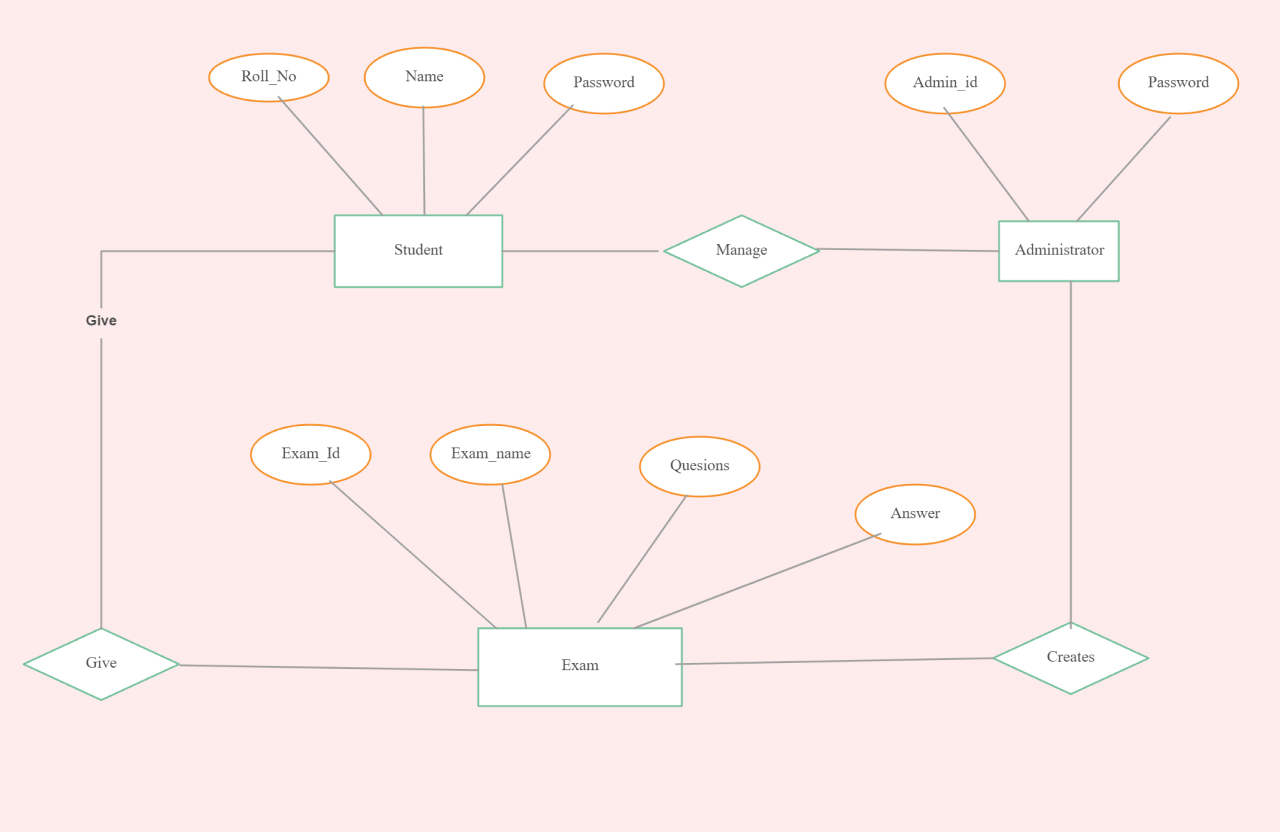 Roll_No
Name
Password
Admin_id
Password
Student
Manage
Administrator
Give
Exam_Id
Exam_name
Quesions
Answer
Give
Exam
Creates